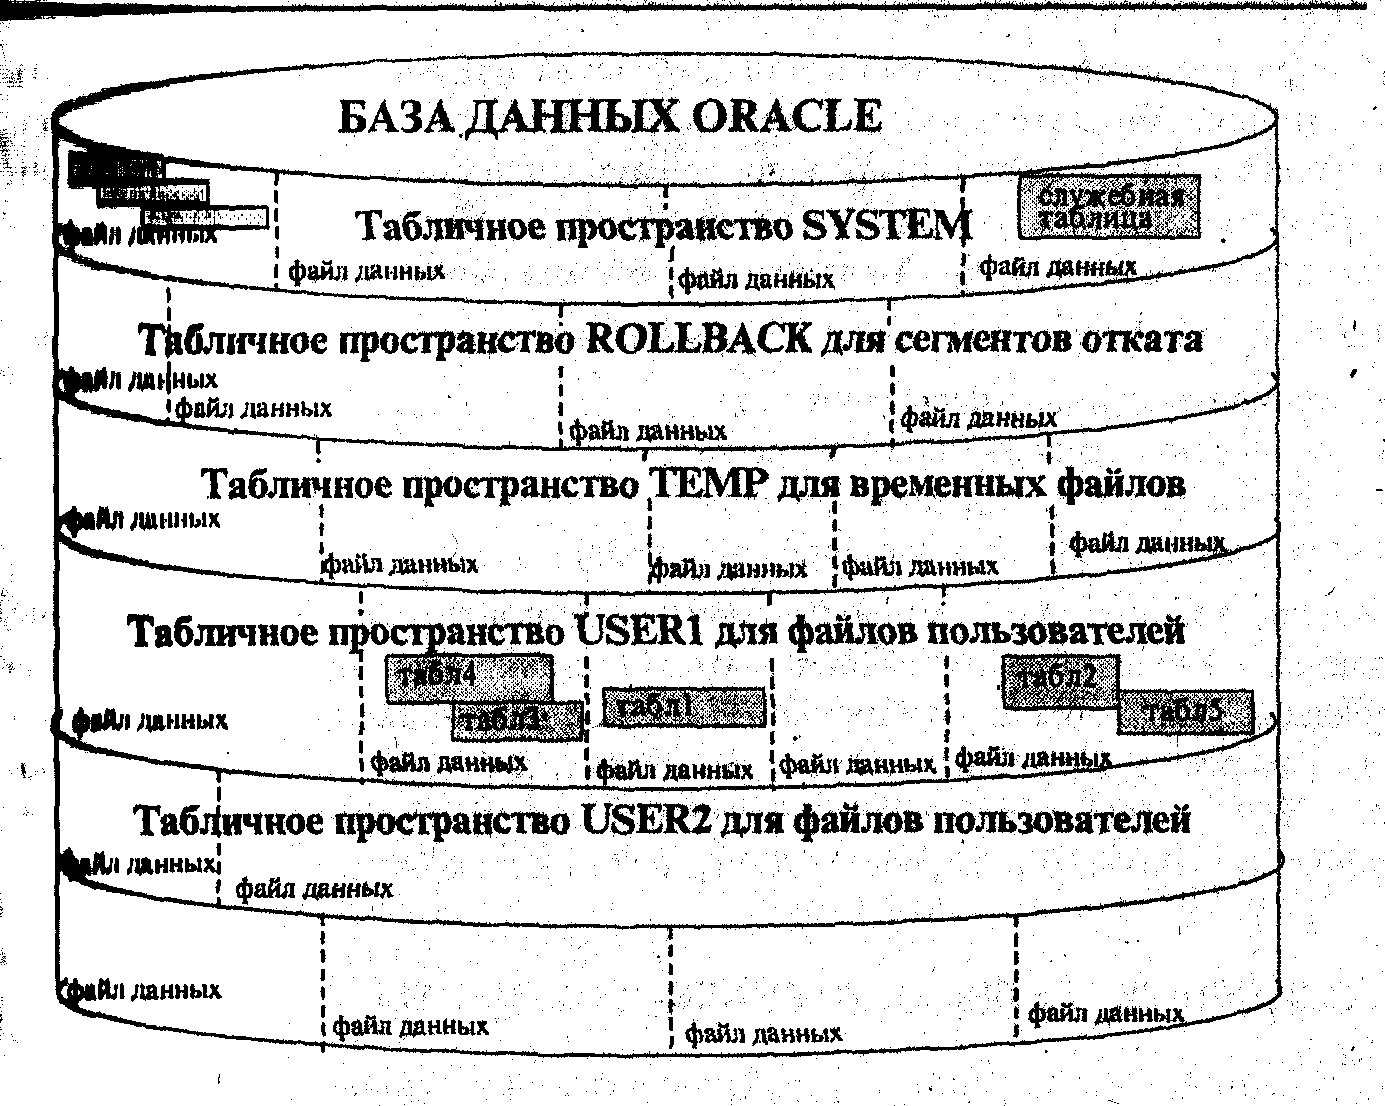 БАЗА ДАННЫХ ORACLE
служебная
таблица
Табличное пространство SYSTEM
файл данных
файл данных
файл данных
файл данных
Табличное пространство ROLLBACK для сегментов отката
файл данных
файл данных
файл данных
файл данных
Табличное пространство TEMP для временных файлов
файл данных
файл данных
файл данных
файл данных
файл данных
Табличное пространство USER1 для файлов пользователей
табл4
табл3
табл1
табл2
табл5
файл данных
файл данных
файл данных
файл данных
файл данных
Табличное пространство USER2 для файлов пользователей
файл данных
файл данных
файл данных
файл данных
файл данных
файл данных